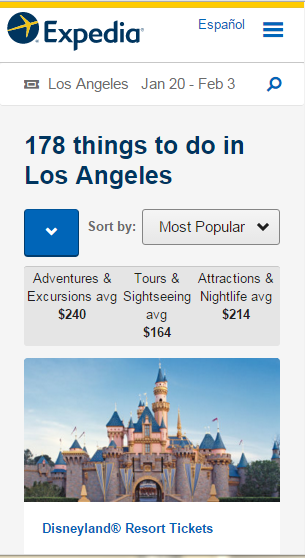 Expedia
Español
Los Angeles Jan 20 - Feb 3
178 things to do in
Los Angeles
Sort by: Most Popular
Adventures &
Excursions avg
$240
Tours &
Sightseeing
avg
$164
Attractions &
Nightlife avg
$214
Disneyland® Resort Tickets